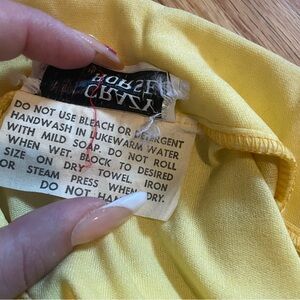 CRAZY
HORSE
DO NOT USE BLEACH OR DETERGENT
HANDWASH IN LUKEWARM WATER
WITH MILD SOAP. DO NOT ROLL
WHEN WET. BLOCK TO DESIRED
SIZE ON DRY TOWEL. IRON
OR STEAM PRESS WHEN DRY.
DO NOT